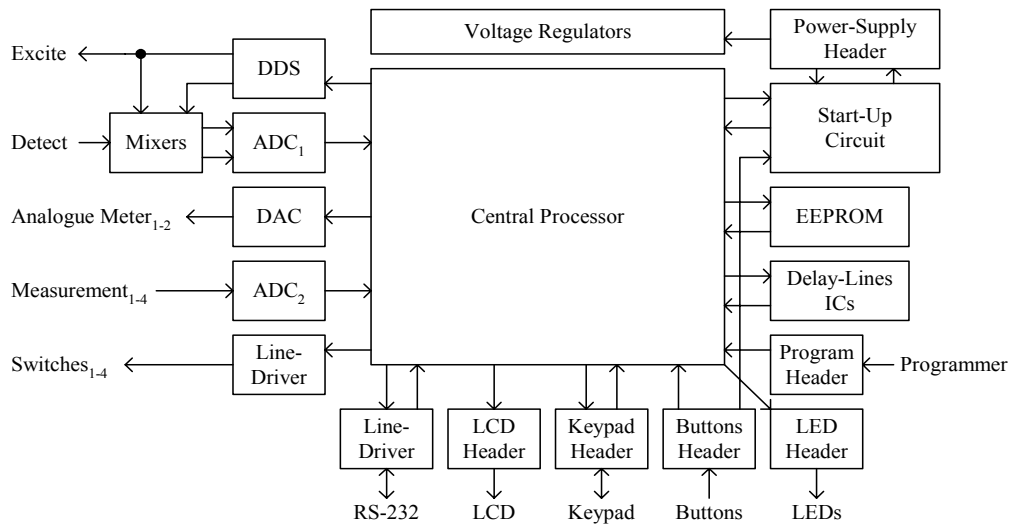 Voltage Regulators
Power-Supply
Header
Excite
DDS
Detect
Mixers
ADC₁
Start-Up
Circuit
Analogue Meter₁₋₂
DAC
Central Processor
EEPROM
Measurement₁₋₄
ADC₂
Delay-Lines
ICs
Switches₁₋₄
Line-
Driver
Program
Header
Programmer
Line-
Driver
LCD
Header
Keypad
Header
Buttons
Header
LED
Header
RS-232
LCD
Keypad
Buttons
LEDs